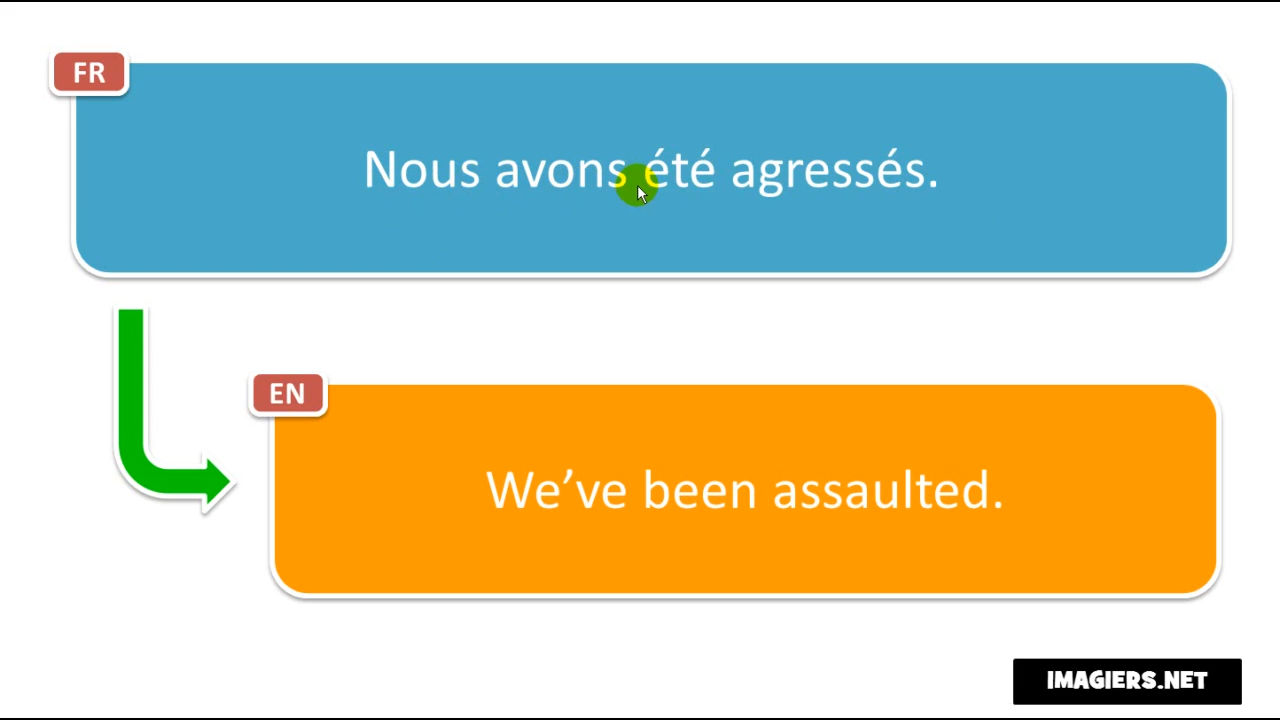 FR
Nous avons été agressés.
EN
We’ve been assaulted.
IMAGIERS.NET